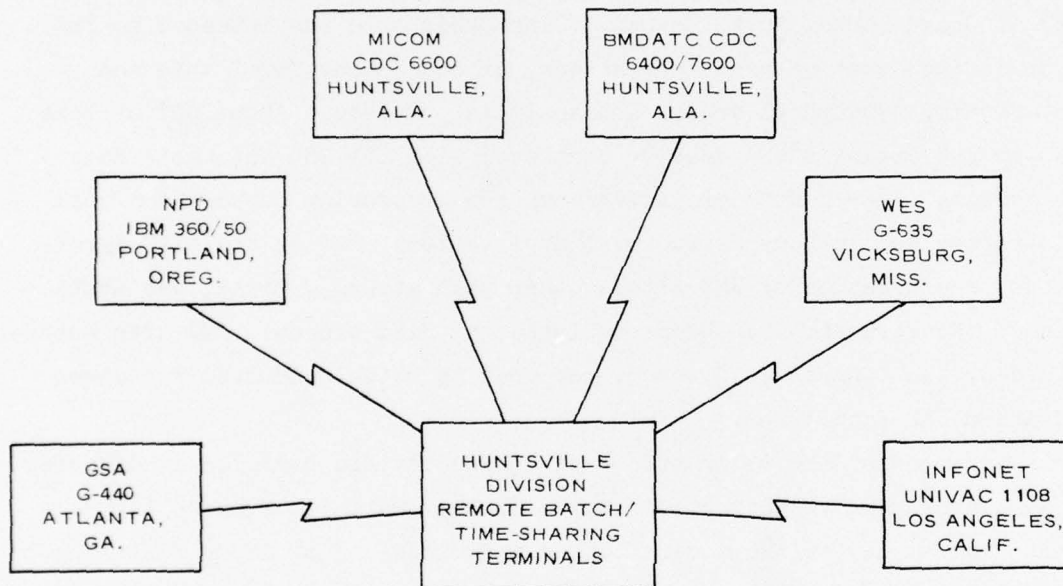 MICOM
CDC 6600
HUNTSVILLE,
ALA.
BMDATC CDC
6400/7600
HUNTSVILLE,
ALA.
NPD
IBM 360/50
PORTLAND,
OREG.
WES
G-635
VICKSBURG,
MISS.
GSA
G-440
ATLANTA,
GA.
HUNTSVILLE
DIVISION
REMOTE BATCH/
TIME-SHARING
TERMINALS
INFONET
UNIVAC 1108
LOS ANGELES,
CALIF.